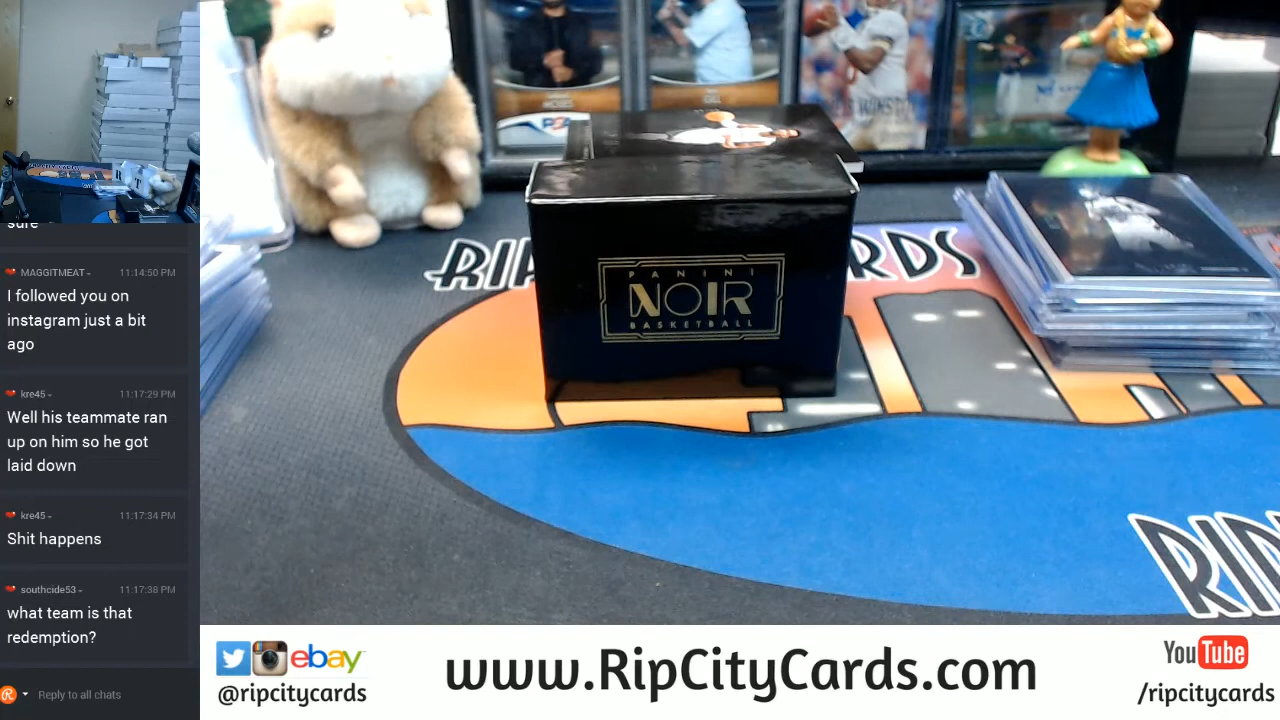 sure
MAGGITMEAT
11:14:50 PM
I followed you on
instagram just a bit
ago
kre45
11:17:29 PM
Well his teammate ran
up on him so he got
laid down
kre45
11:17:34 PM
Shit happens
southcide53
11:17:38 PM
what team is that
redemption?
Reply to all chats
PANINI
NOIR
BASKETBALL
RDS
ebay
@ripcitycards
www.RipCityCards.com
YouTube
/ripcitycards